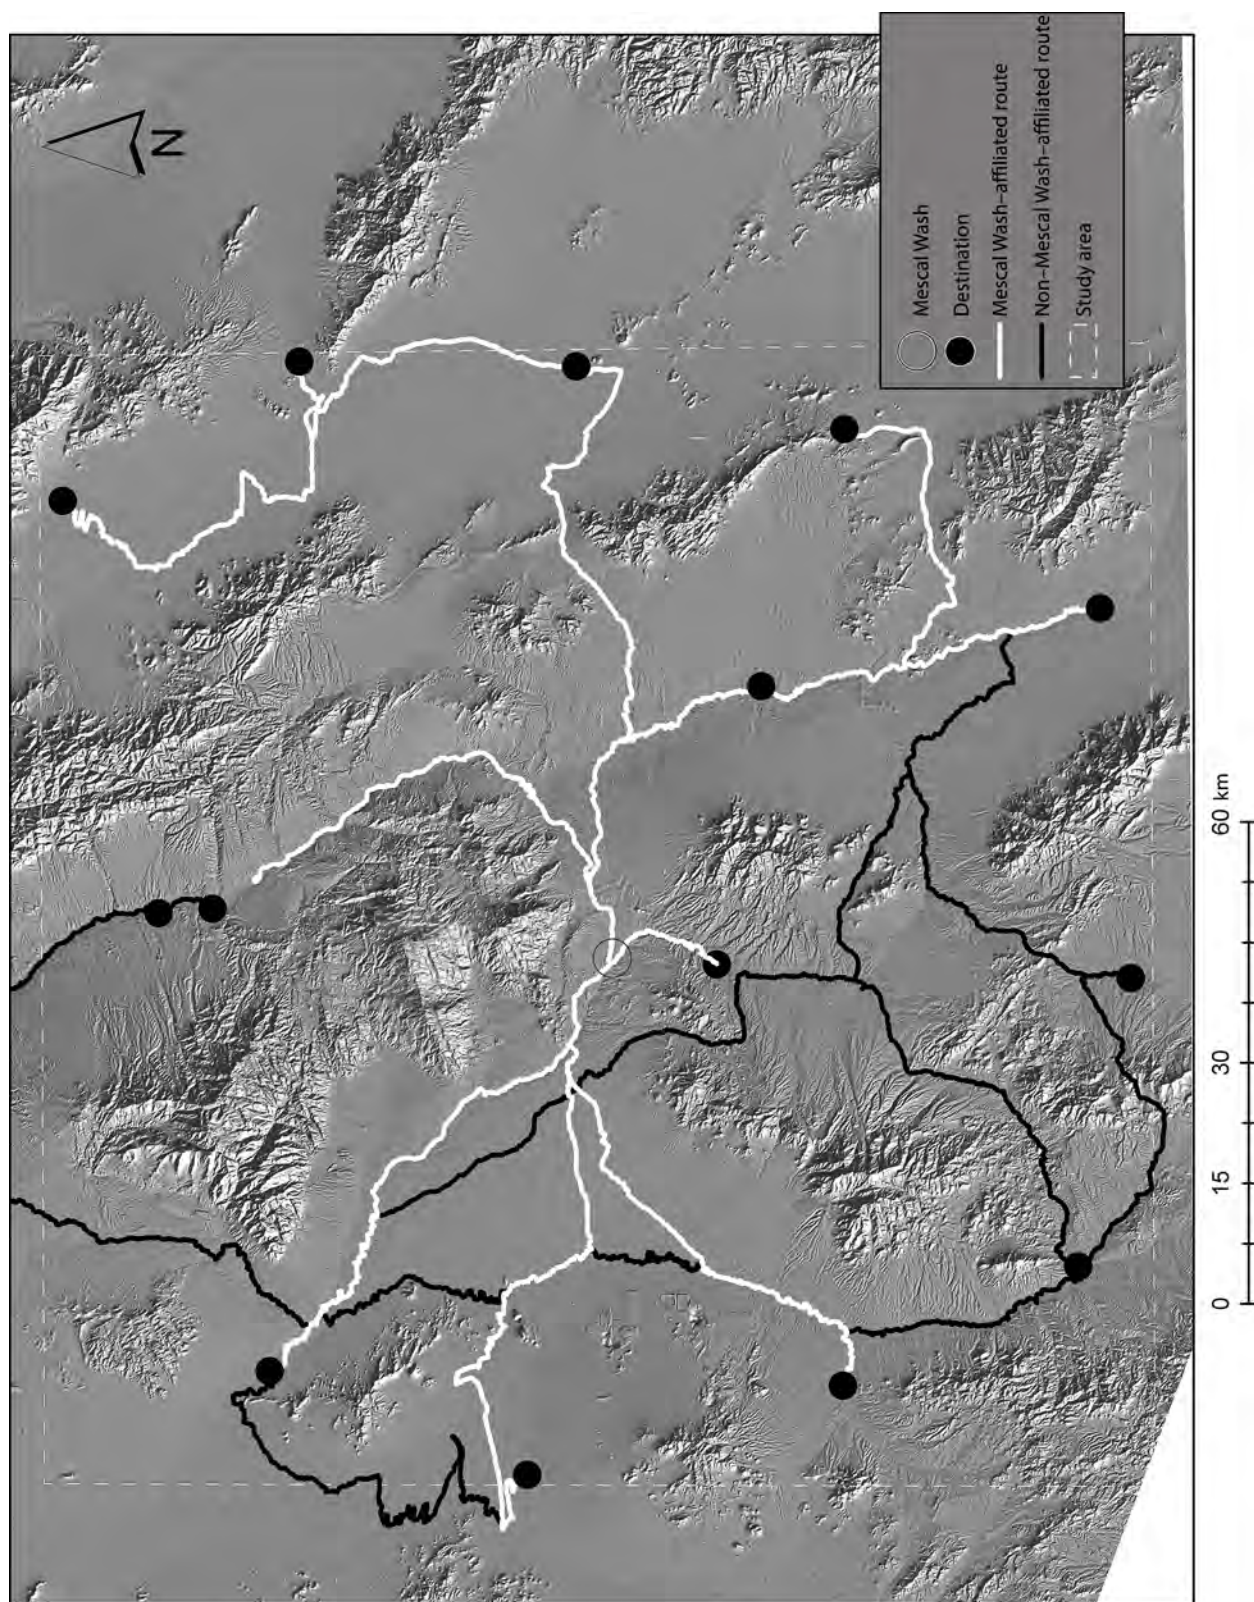 N
Mescal Wash
Destination
Mescal Wash–affiliated route
Non–Mescal Wash–affiliated route
Study area
0 15 30 60 km